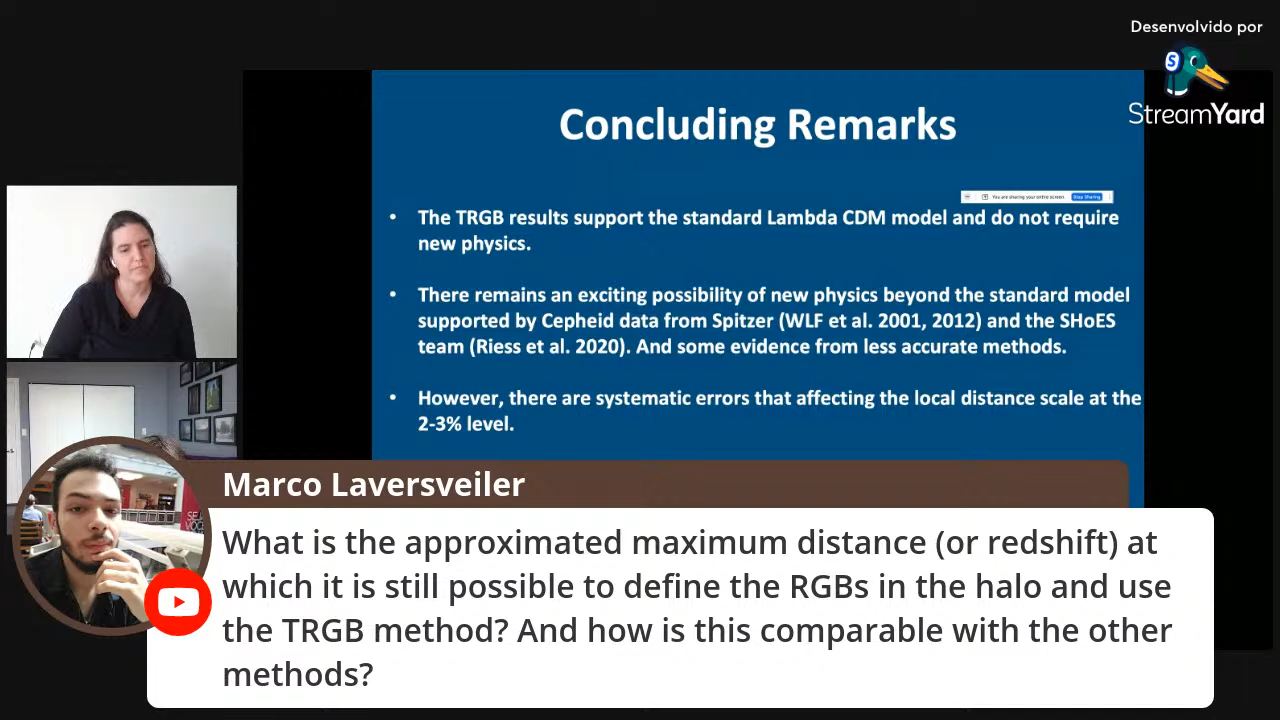 Desenvolvido por
StreamYard
Concluding Remarks
You are sharing your entire screen. Stop Sharing
• The TRGB results support the standard Lambda CDM model and do not require
new physics.
• There remains an exciting possibility of new physics beyond the standard model
supported by Cepheid data from Spitzer (WLF et al. 2001, 2012) and the SHoES
team (Riess et al. 2020). And some evidence from less accurate methods.
• However, there are systematic errors that affecting the local distance scale at the
2-3% level.
Marco Laversveiler
What is the approximated maximum distance (or redshift) at
which it is still possible to define the RGBs in the halo and use
the TRGB method? And how is this comparable with the other
methods?